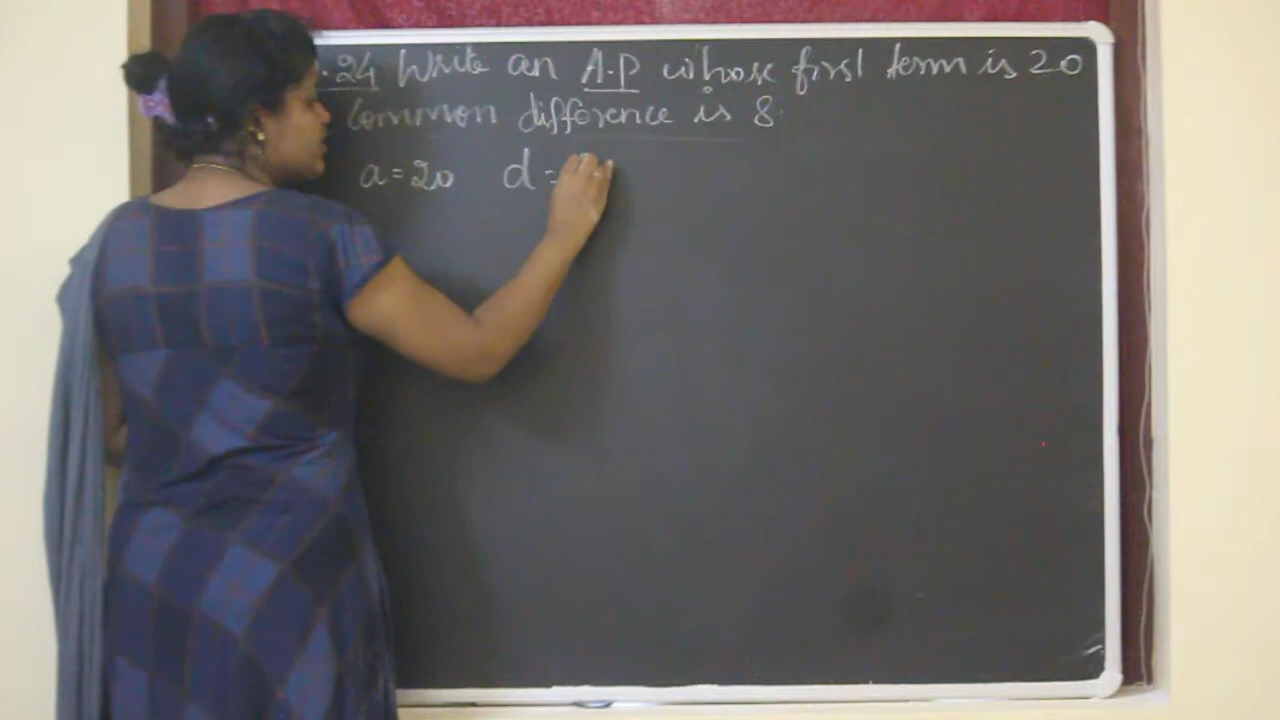 .24 Write an A.P whose first term is 20
common difference is 8
a=20 d=